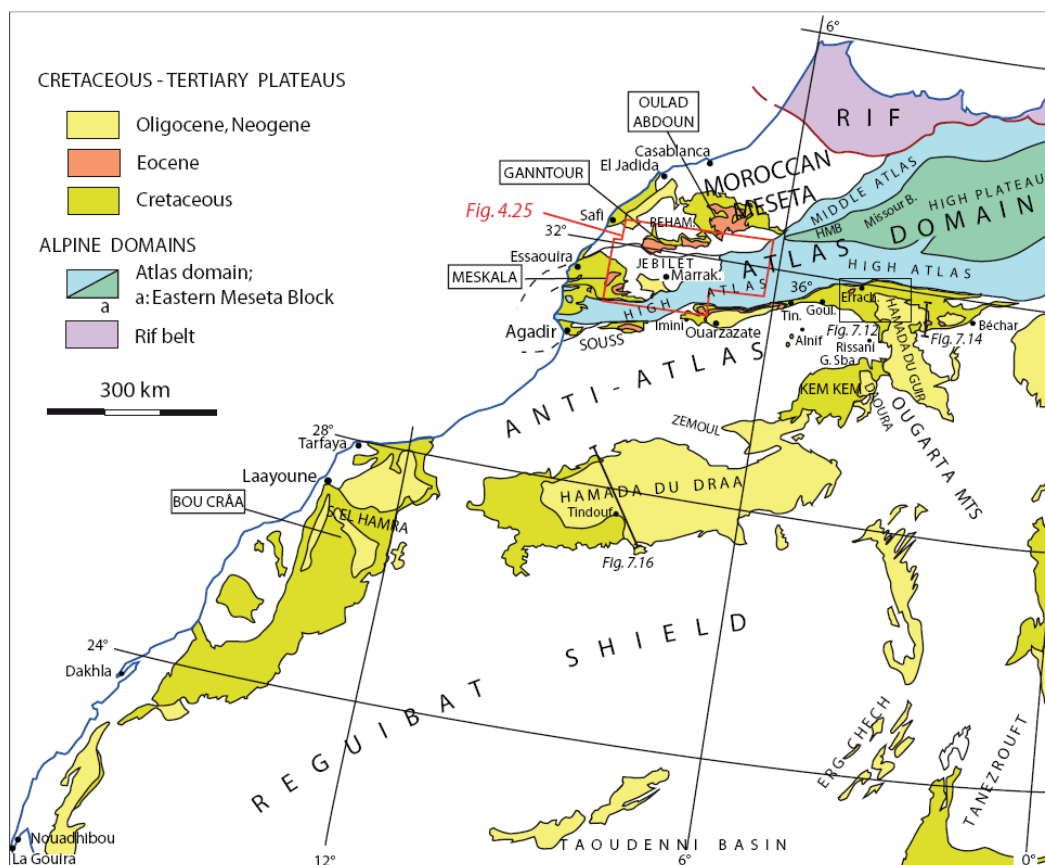 CRETACEOUS - TERTIARY PLATEAUS
Oligocene, Neogene
Eocene
Cretaceous
ALPINE DOMAINS
Atlas domain;
a
a: Eastern Meseta Block
Rif belt
300 km
6°
RIF
OULAD
ABDOUN
Casablanca
El Jadida
GANNTOUR
MOROCCAN
MESETA
MIDDLE ATLAS
HIGH PLATEAU
Missour B.
HMB
DOMAIN
ATLAS
Fig. 4.25
Safi
REHAM.
32°
Essaouira
JEBILET
Marrak.
MESKALA
HIGH ATLAS
HIGH ATLAS
36°
Errach.
Agadir
SOUSS
Imini
Ouarzazate
Tin.
Goul.
Fig. 7.12
Alnif
Rissani
G. Sba
HAMADA DU GUIR
Fig. 7.14
Béchar
ANTI-ATLAS
KEM KEM
DAOURA
OUGARTA MTS
ZEMOUL
28°
Tarfaya
Laayoune
BOU CRÂA
S. EL HAMRA
HAMADA DU DRAA
Tindouf
Fig. 7.16
24°
Dakhla
REGUIBAT SHIELD
ERG CHECH
TANEZROUFT
TAOUDENNI BASIN
Nouadhibou
La Gouira
12°
6°
0°